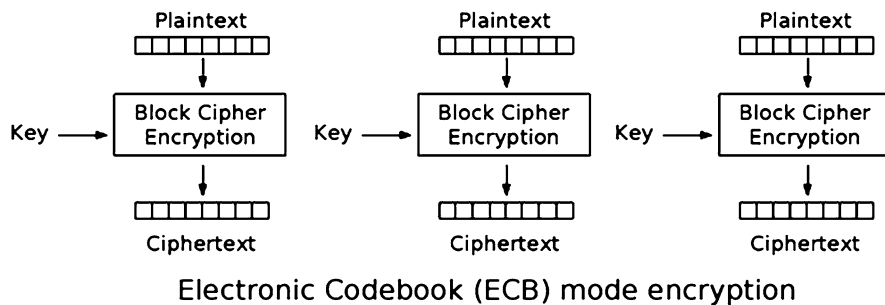 Plaintext Plaintext Plaintext
Block Cipher Block Cipher Block Cipher
Key Encryption Key Encryption Key Encryption
Ciphertext Ciphertext Ciphertext
Electronic Codebook (ECB) mode encryption